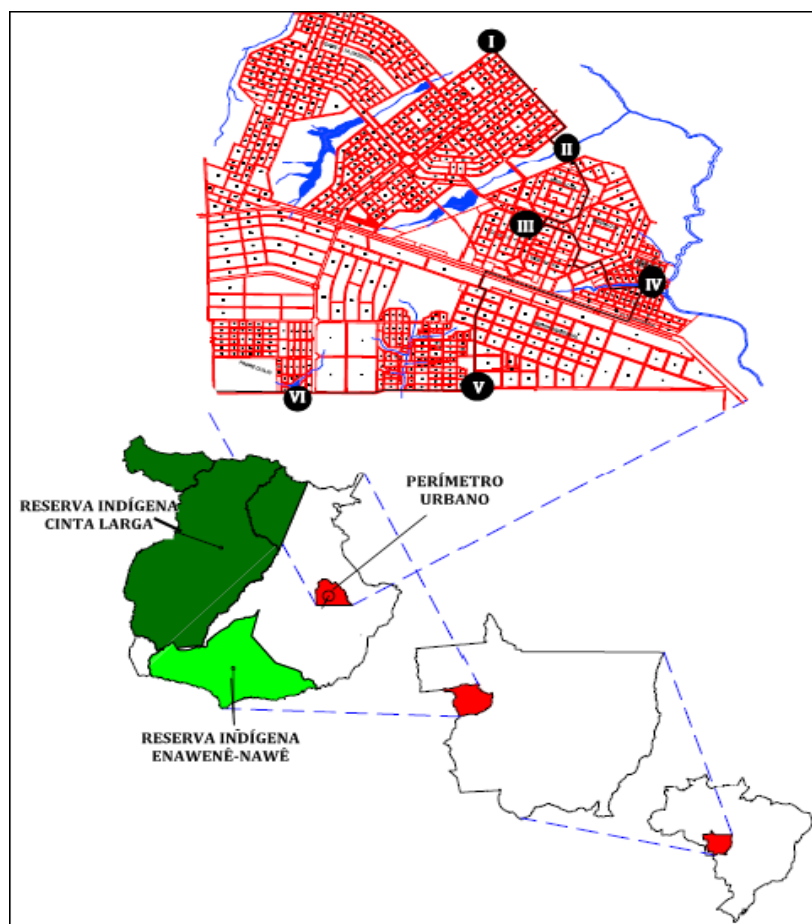 I
II
III
IV
V
VI
PERÍMETRO
URBANO
RESERVA INDÍGENA
CINTA LARGA
RESERVA INDÍGENA
ENAWENÊ-NAWÊ